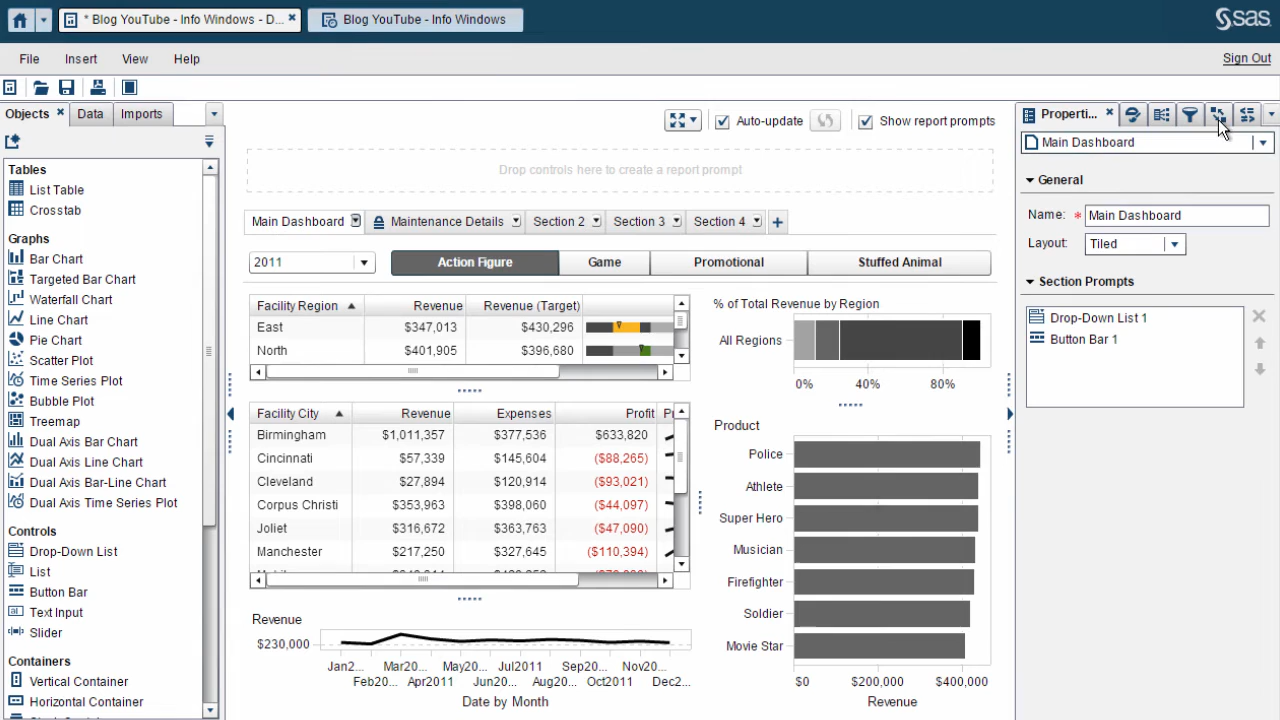 * Blog YouTube - Info Windows - D...
Blog YouTube - Info Windows
sas
File Insert View Help
Sign Out
Objects Data Imports
Auto-update
Show report prompts
Properti...
Main Dashboard
Tables
List Table
Crosstab
Graphs
Bar Chart
Targeted Bar Chart
Waterfall Chart
Line Chart
Pie Chart
Scatter Plot
Time Series Plot
Bubble Plot
Treemap
Dual Axis Bar Chart
Dual Axis Line Chart
Dual Axis Bar-Line Chart
Dual Axis Time Series Plot
Controls
Drop-Down List
List
Button Bar
Text Input
Slider
Containers
Vertical Container
Horizontal Container
Drop controls here to create a report prompt
Main Dashboard Maintenance Details Section 2 Section 3 Section 4
2011 Action Figure Game Promotional Stuffed Animal
Facility Region Revenue Revenue (Target)
East $347,013 $430,296
North $401,905 $396,680
Facility City Revenue Expenses Profit
Birmingham $1,011,357 $377,536 $633,820
Cincinnati $57,339 $145,604 ($88,265)
Cleveland $27,894 $120,914 ($93,021)
Corpus Christi $353,963 $398,060 ($44,097)
Joliet $316,672 $363,763 ($47,090)
Manchester $217,250 $327,645 ($110,394)
Revenue
$230,000
Jan2... Mar20... May20... Jul2011 Sep20... Nov20...
Feb20... Apr2011 Jun20... Aug20... Oct2011 Dec2...
Date by Month
% of Total Revenue by Region
All Regions
0% 40% 80%
Product
Police
Athlete
Super Hero
Musician
Firefighter
Soldier
Movie Star
$0 $200,000 $400,000
Revenue
General
Name: * Main Dashboard
Layout: Tiled
Section Prompts
Drop-Down List 1
Button Bar 1